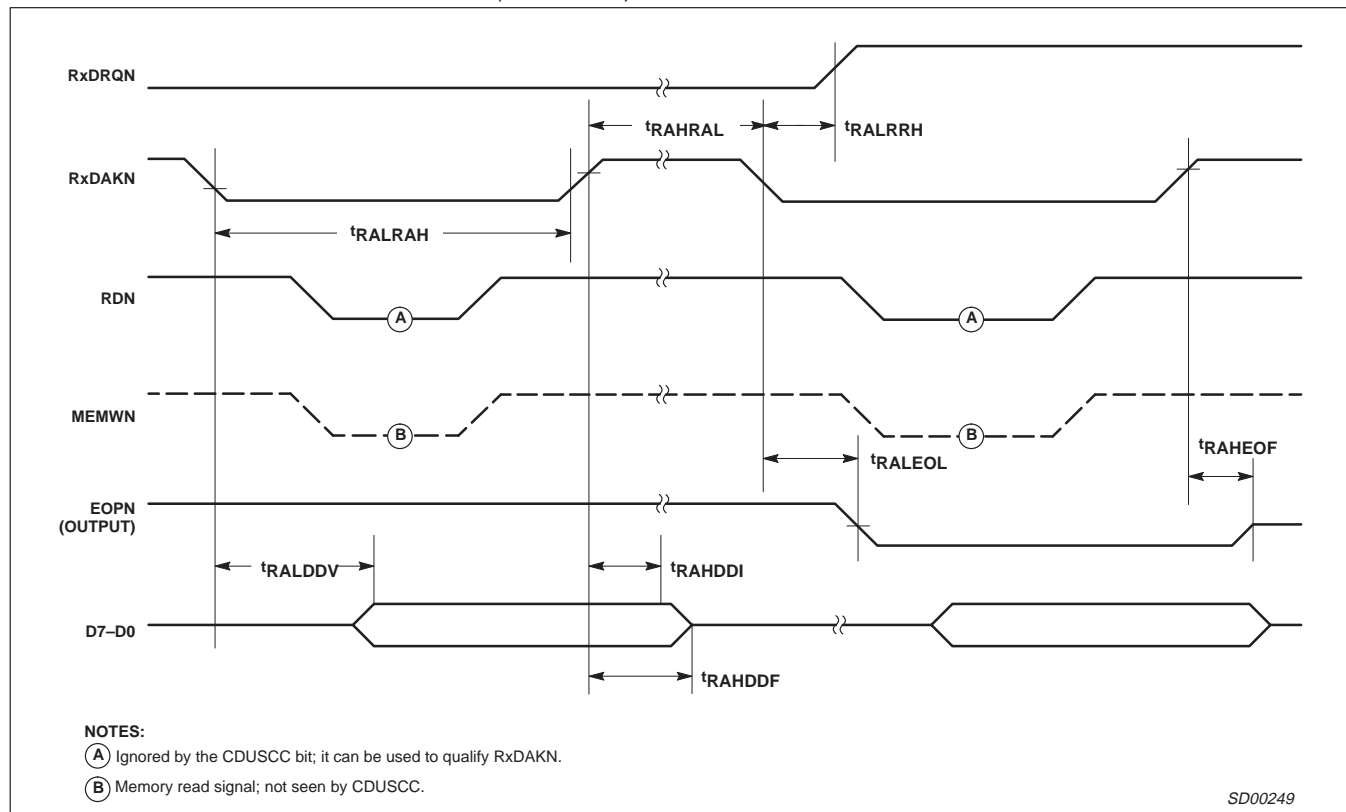 RxDRQN
tRAHRAL
tRALRRH
RxDAKN
tRALRAH
RDN
A
A
MEMWN
B
B
tRALEOL
tRAHEOF
EOPN
(OUTPUT)
tRALDDV
tRAHDDI
D7–D0
tRAHDDF
NOTES:
A Ignored by the CDUSCC bit; it can be used to qualify RxDAKN.
B Memory read signal; not seen by CDUSCC.
SD00249